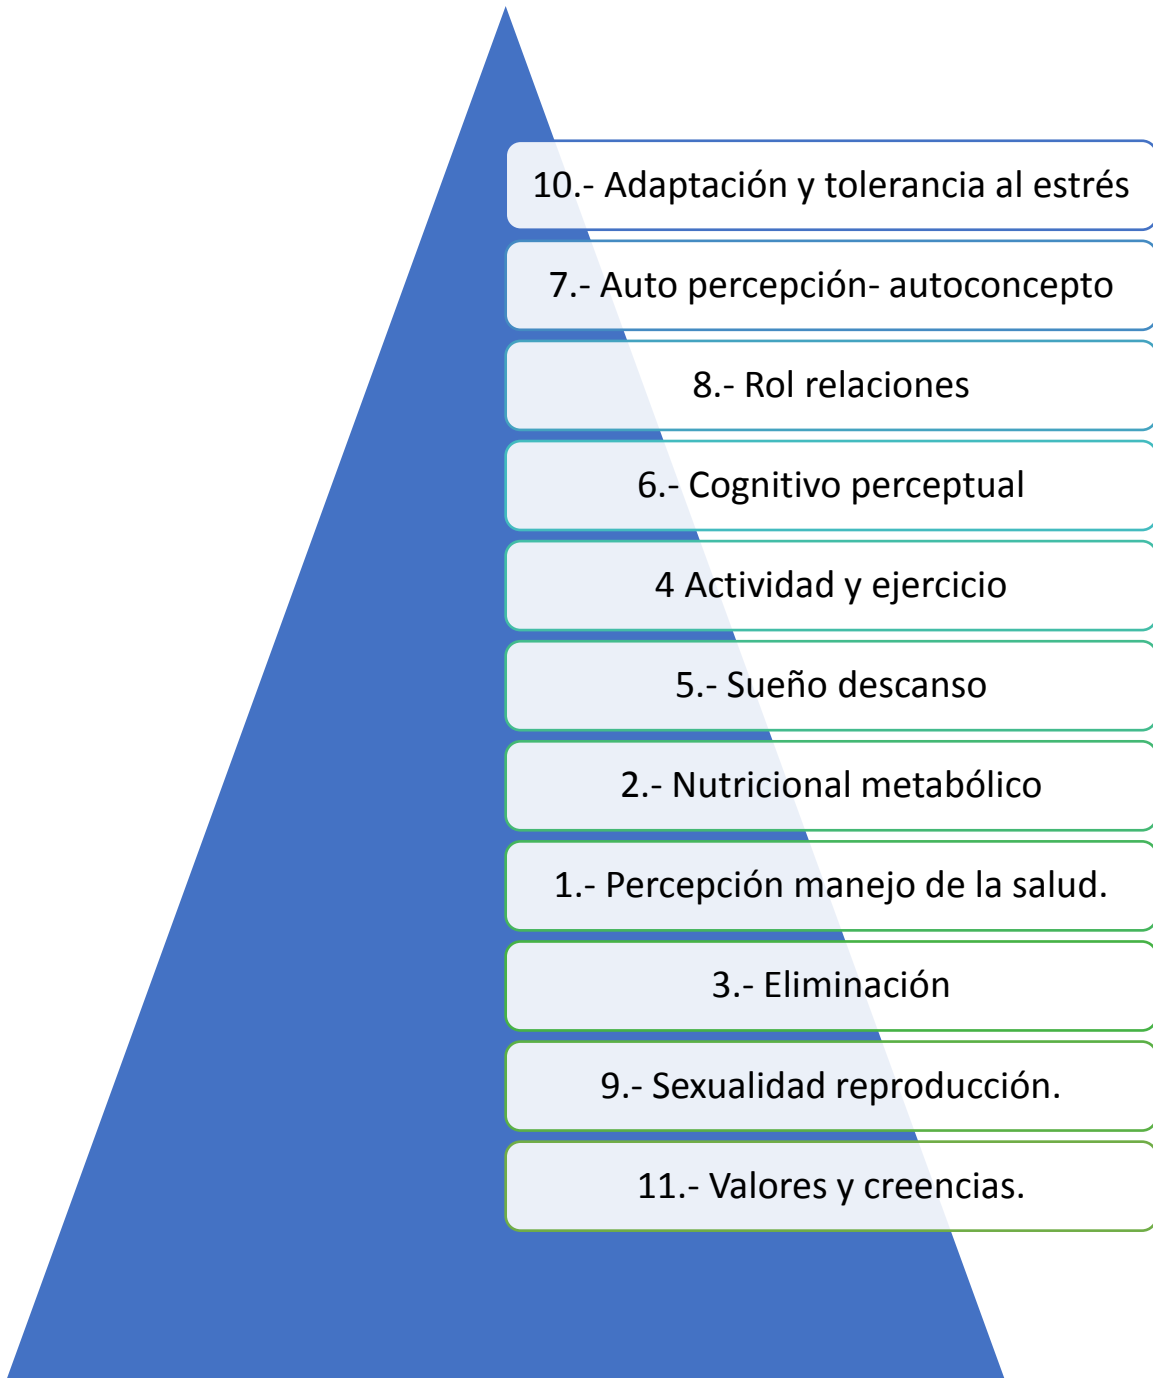 10.- Adaptación y tolerancia al estrés
7.- Auto percepción- autoconcepto
8.- Rol relaciones
6.- Cognitivo perceptual
4 Actividad y ejercicio
5.- Sueño descanso
2.- Nutricional metabólico
1.- Percepción manejo de la salud.
3.- Eliminación
9.- Sexualidad reproducción.
11.- Valores y creencias.